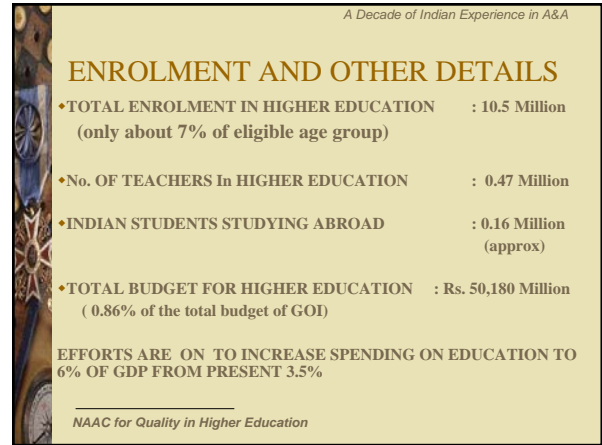 A Decade of Indian Experience in A&A
ENROLMENT AND OTHER DETAILS
◆TOTAL ENROLMENT IN HIGHER EDUCATION : 10.5 Million
(only about 7% of eligible age group)
◆No. OF TEACHERS In HIGHER EDUCATION : 0.47 Million
◆INDIAN STUDENTS STUDYING ABROAD : 0.16 Million
(approx)
◆TOTAL BUDGET FOR HIGHER EDUCATION : Rs. 50,180 Million
( 0.86% of the total budget of GOI)
EFFORTS ARE ON TO INCREASE SPENDING ON EDUCATION TO
6% OF GDP FROM PRESENT 3.5%
NAAC for Quality in Higher Education